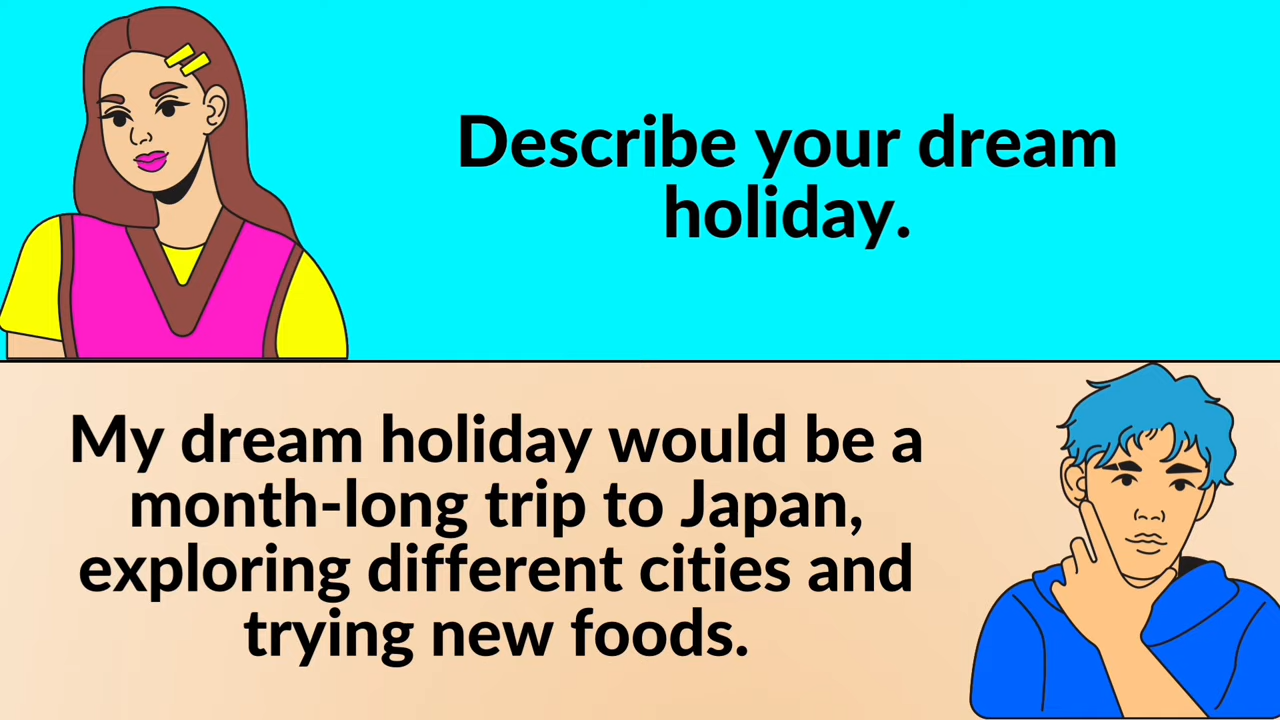 Describe your dream
holiday.
My dream holiday would be a
month-long trip to Japan,
exploring different cities and
trying new foods.